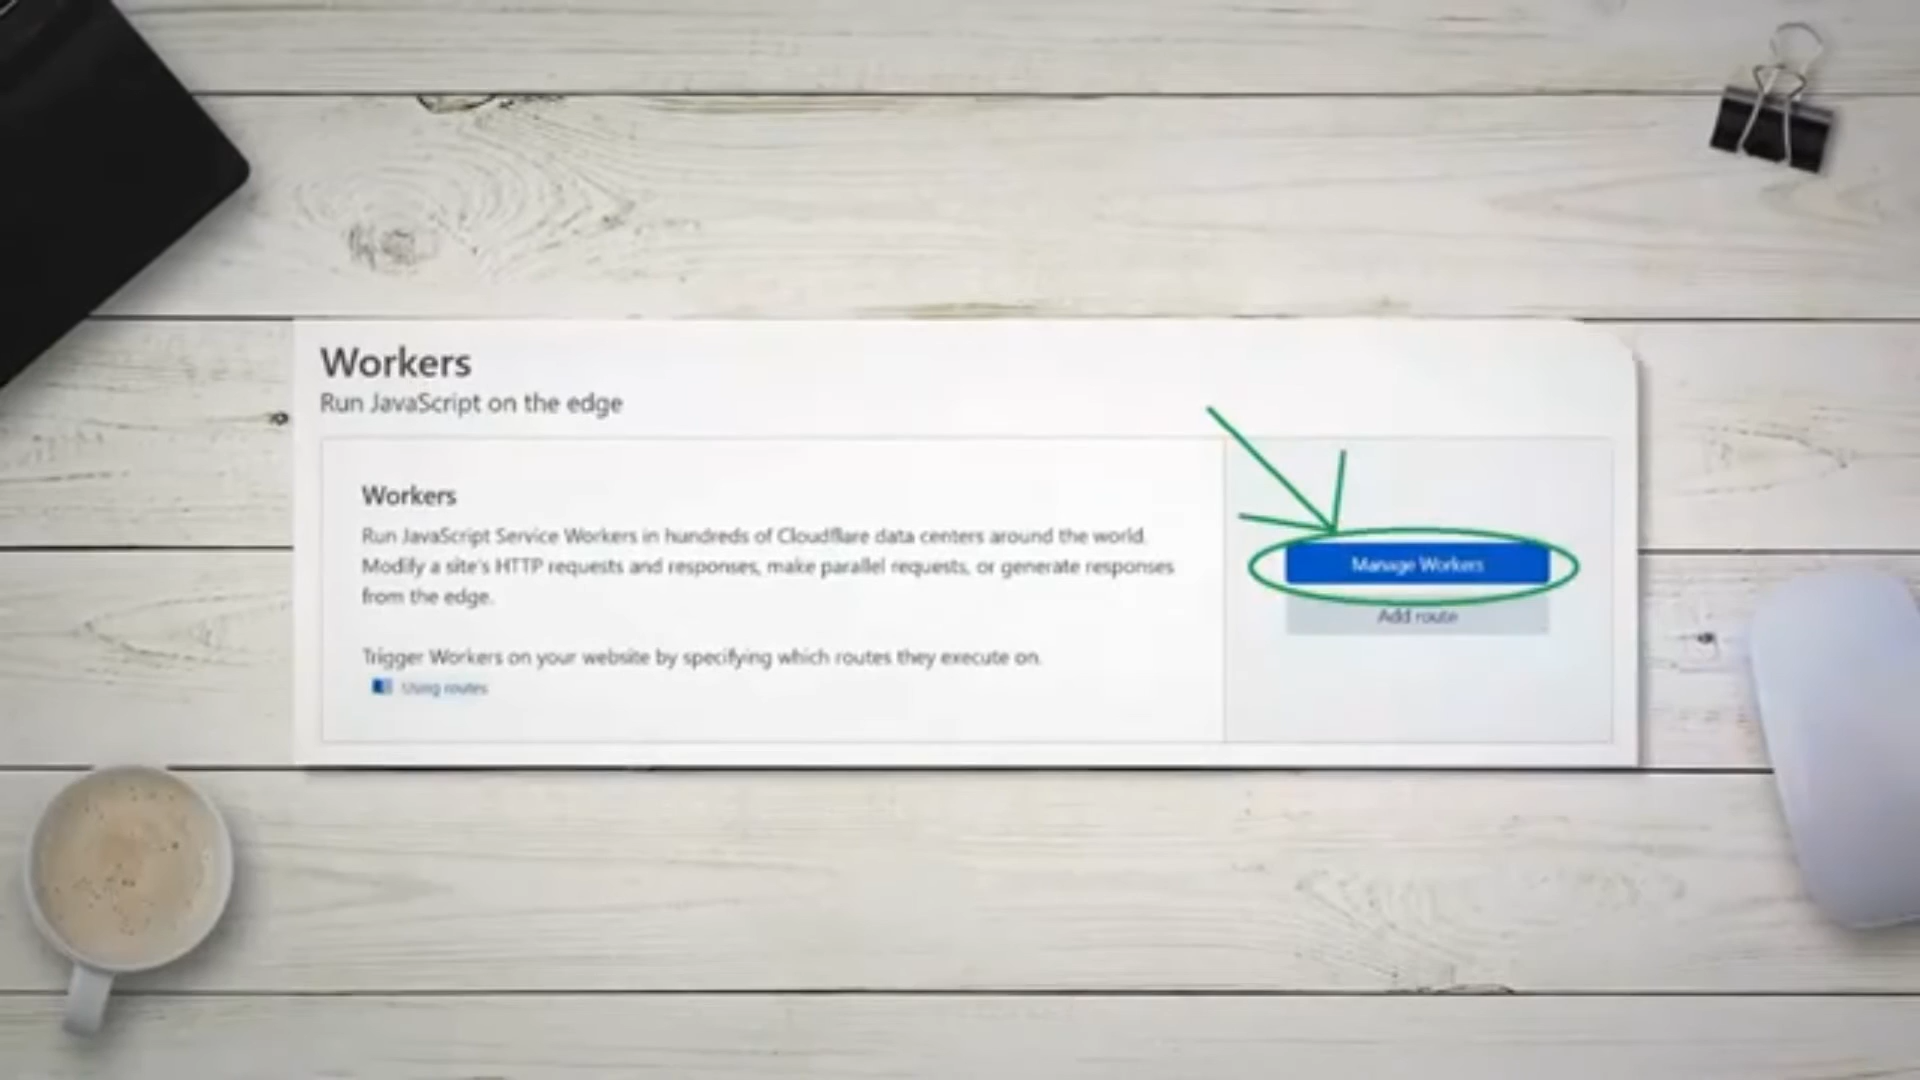 Workers
Run JavaScript on the edge
Workers
Run JavaScript Service Workers in hundreds of Cloudflare data centers around the world.
Modify a site's HTTP requests and responses, make parallel requests, or generate responses
from the edge.
Trigger Workers on your website by specifying which routes they execute on.
Using routes
Manage Workers
Add route